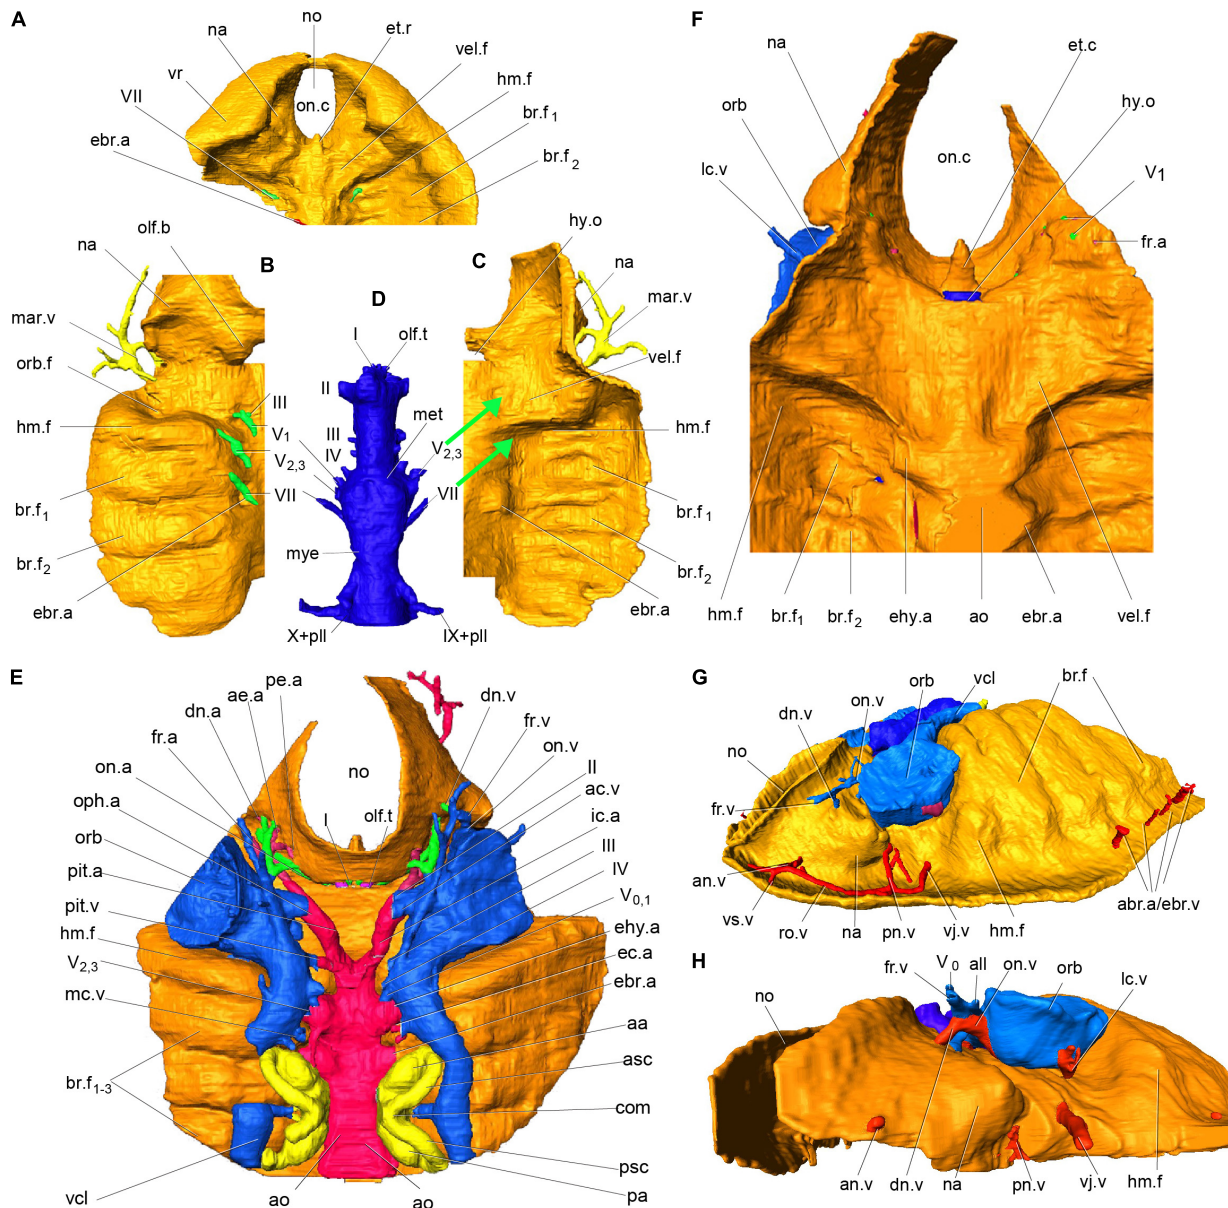 A
no
na
et.r
vr
vel.f
VII
hm.f
on.c
br.f1
ebr.a
br.f2
F
na
et.c
orb
hy.o
lc.v
on.c
V1
fr.a
hm.f
br.f1
br.f2
ehy.a
ao
ebr.a
vel.f
B
olf.b
na
mar.v
orb.f
hm.f
III
V1
V2,3
VII
br.f1
br.f2
ebr.a
D
I
olf.t
II
met
III
IV
V2,3
VII
mye
X+pll
IX+pll
C
hy.o
na
mar.v
vel.f
hm.f
br.f1
br.f2
ebr.a
E
pe.a
ae.a
dn.a
fr.a
on.a
oph.a
orb
pit.a
pit.v
hm.f
V2,3
mc.v
br.f1-3
vcl
ao
ao
no
I
olf.t
dn.v
fr.v
on.v
II
ac.v
ic.a
III
IV
V0,1
ehy.a
ec.a
ebr.a
aa
asc
com
psc
pa
G
orb
vcl
br.f
on.v
dn.v
no
fr.v
an.v
vs.v
ro.v
na
pn.v
vj.v
hm.f
abr.a/ebr.v
H
V0
all
fr.v
on.v
orb
lc.v
no
an.v
dn.v
na
pn.v
vj.v
hm.f